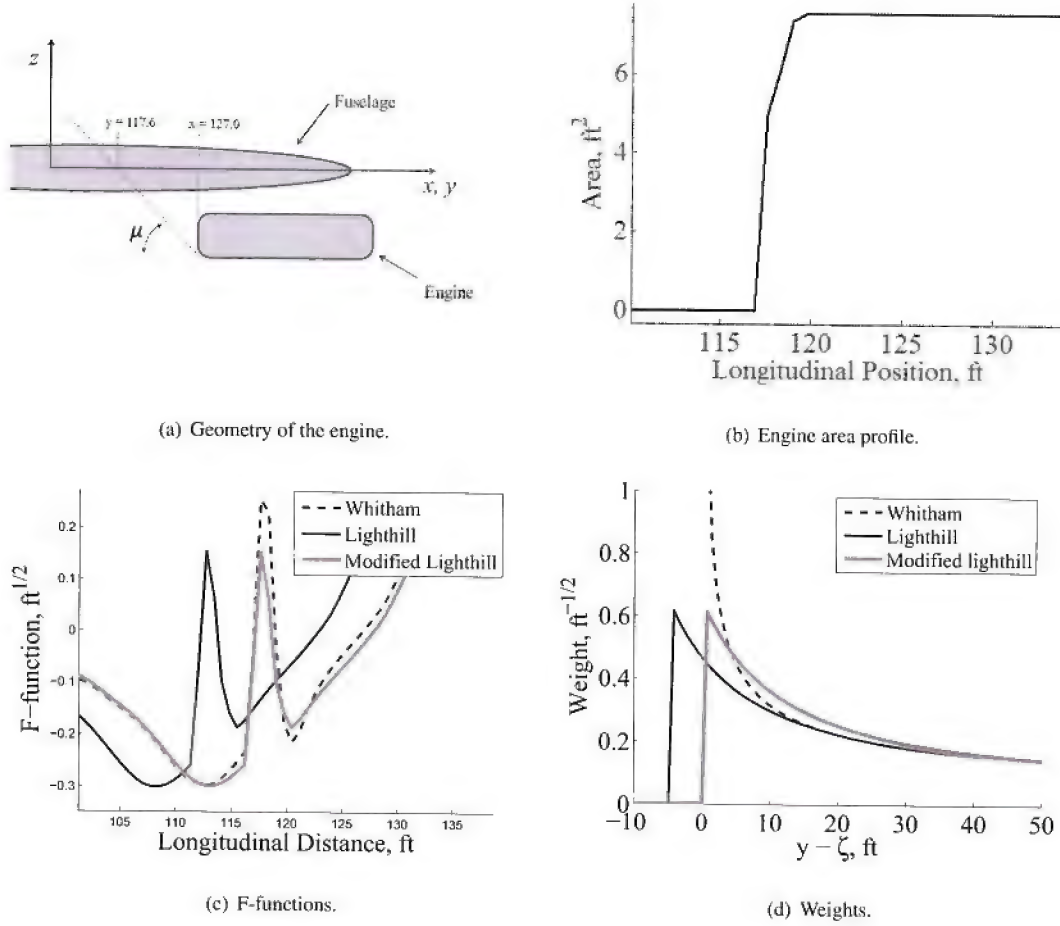 z
y = 117.6
x = 127.0
Fuselage
x, y
μ
Engine
(a) Geometry of the engine.
Area, ft²
6
4
2
0
115
120
125
130
Longitudinal Position, ft
(b) Engine area profile.
Whitham
Lighthill
Modified Lighthill
F−function, ft^1/2
0.2
0.1
0
−0.1
−0.2
−0.3
105
110
115
120
125
130
135
Longitudinal Distance, ft
(c) F-functions.
Whitham
Lighthill
Modified lighthill
Weight, ft^−1/2
1
0.8
0.6
0.4
0.2
0
−10
0
10
20
30
40
50
y − ζ, ft
(d) Weights.